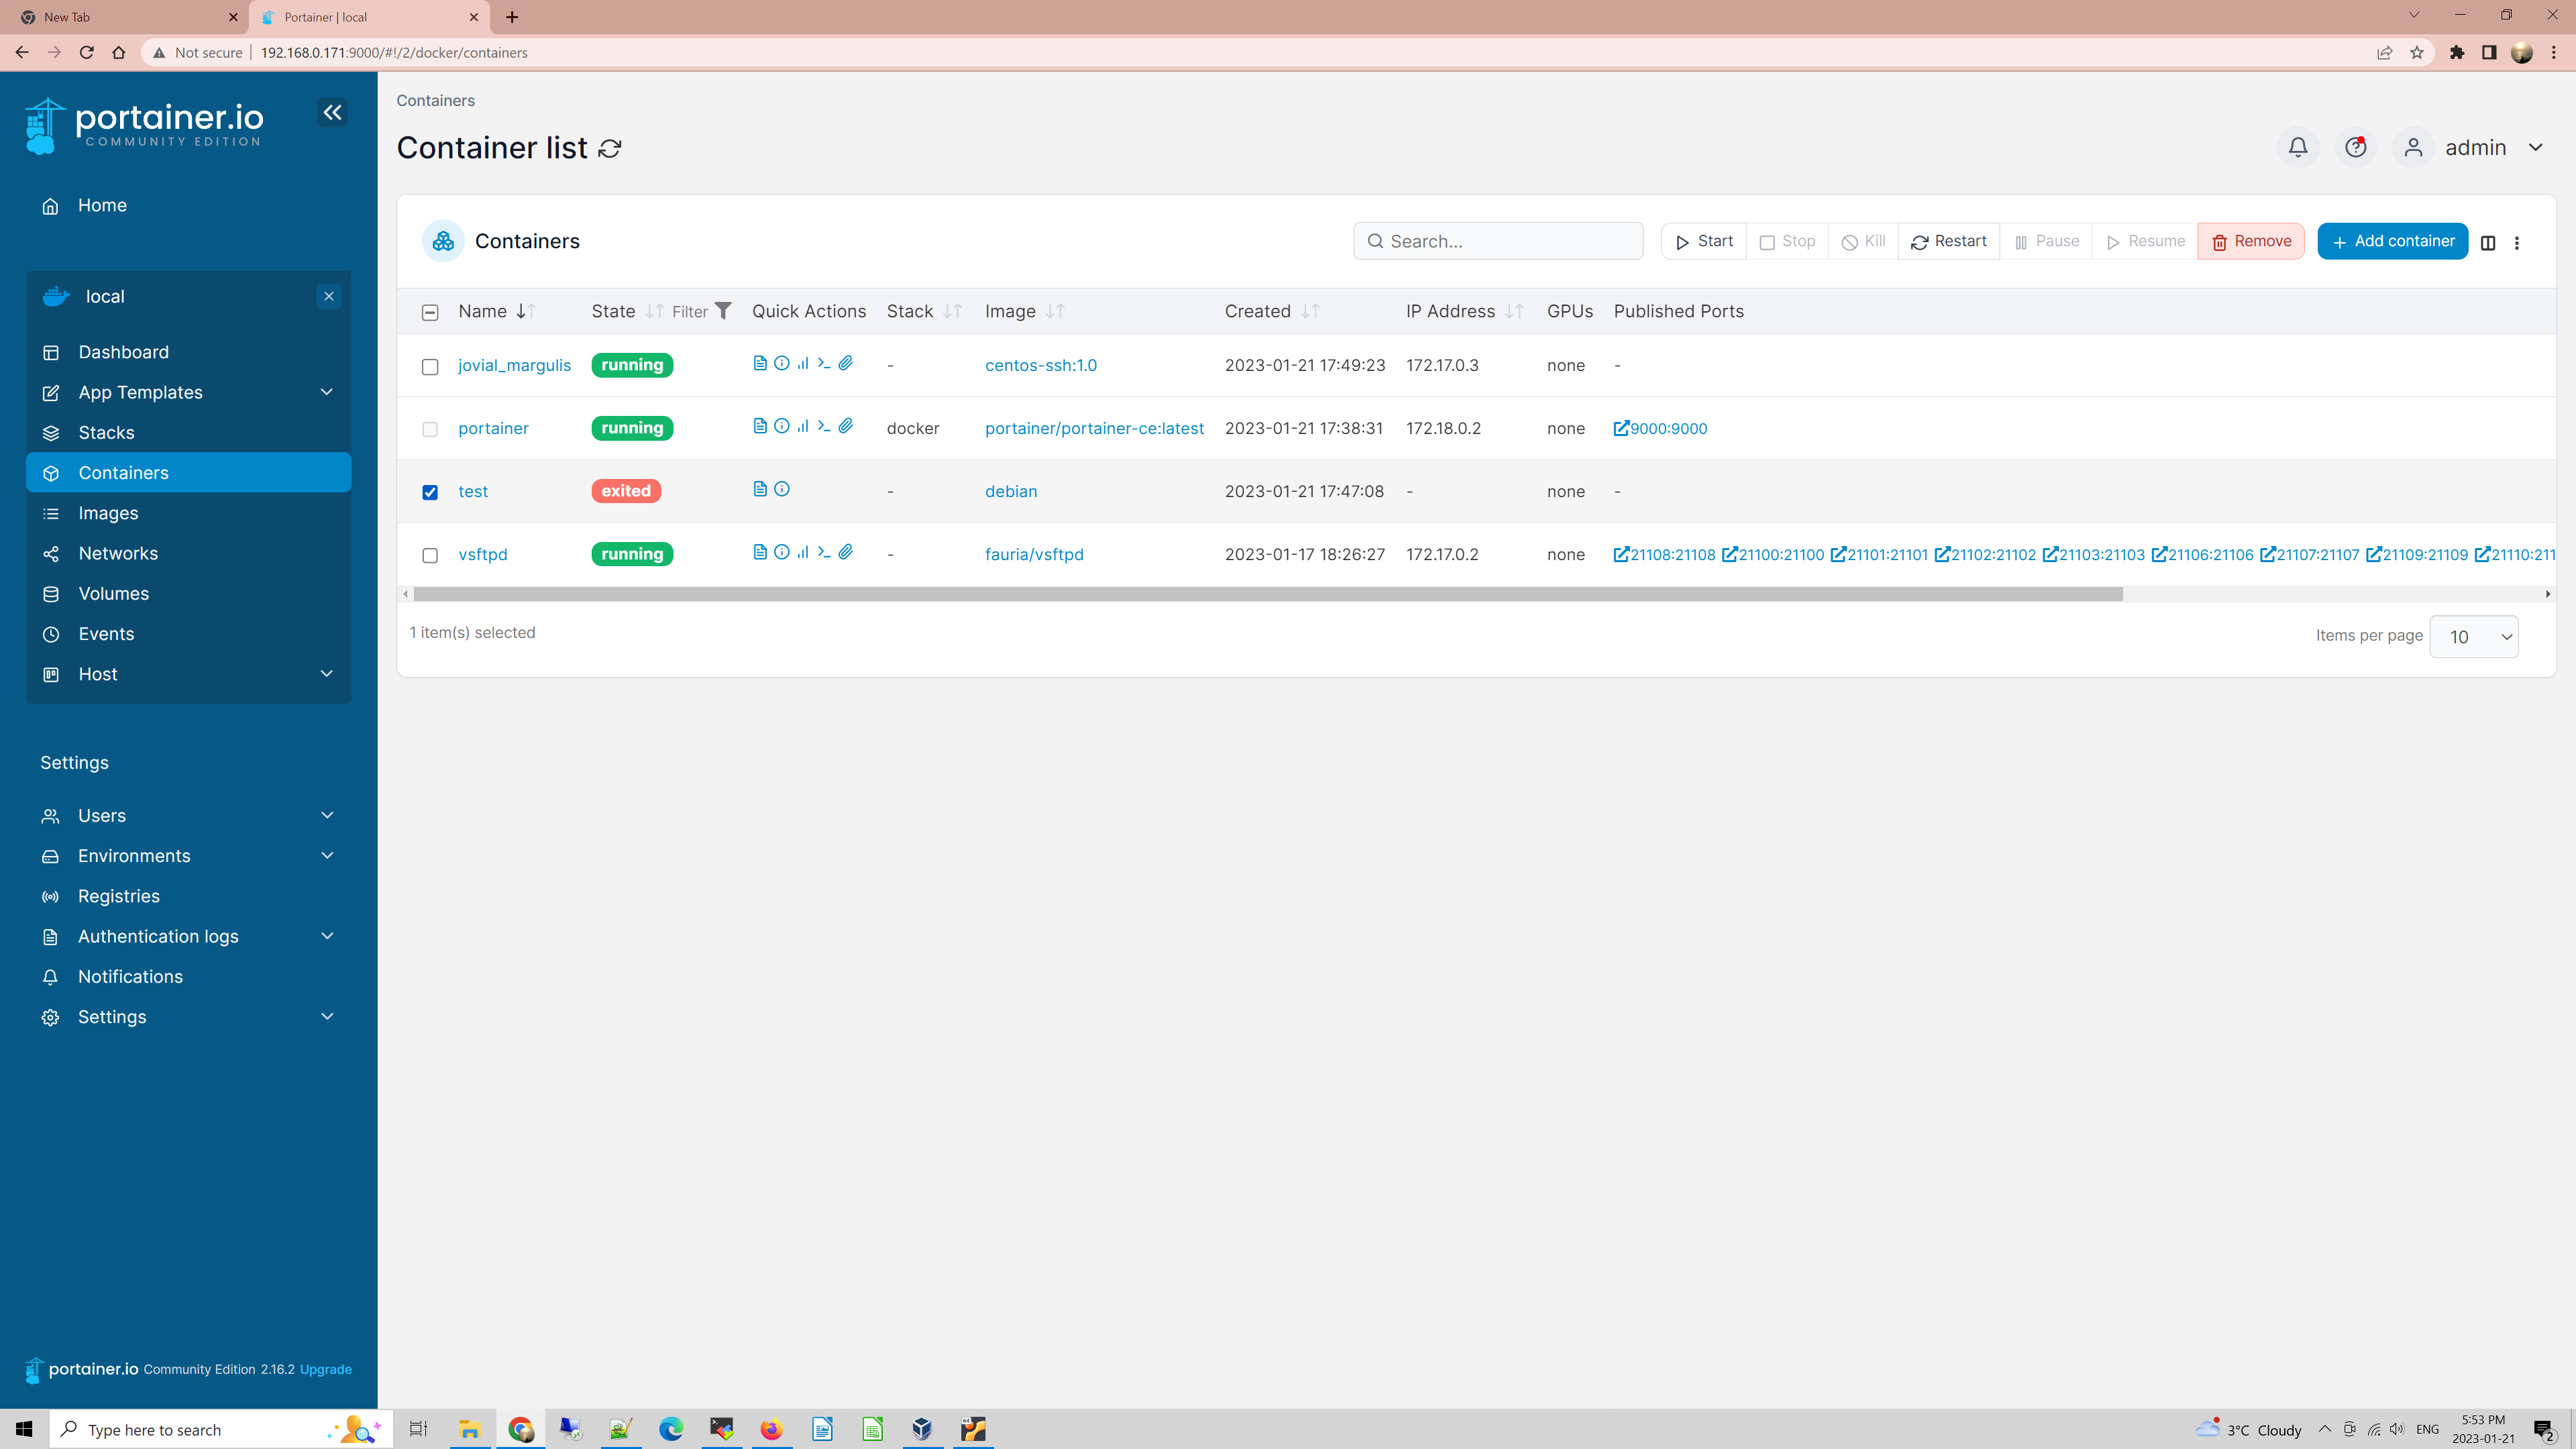 New Tab
Portainer | local
Not secure | 192.168.0.171:9000/#!/2/docker/containers
portainer.io
COMMUNITY EDITION
Home
local
Dashboard
App Templates
Stacks
Containers
Images
Networks
Volumes
Events
Host
Settings
Users
Environments
Registries
Authentication logs
Notifications
Settings
portainer.io Community Edition 2.16.2 Upgrade
Containers
Container list
admin
Containers
Search...
Start Stop Kill Restart Pause Resume Remove Add container
Name State Filter Quick Actions Stack Image Created IP Address GPUs Published Ports
jovial_margulis running - centos-ssh:1.0 2023-01-21 17:49:23 172.17.0.3 none -
portainer running docker portainer/portainer-ce:latest 2023-01-21 17:38:31 172.18.0.2 none 9000:9000
test exited - debian 2023-01-21 17:47:08 - none -
vsftpd running - fauria/vsftpd 2023-01-17 18:26:27 172.17.0.2 none 21108:21108 21100:21100 21101:21101 21102:21102 21103:21103 21106:21106 21107:21107 21109:21109 21110:211
1 item(s) selected
Items per page 10
Type here to search
3°C Cloudy
ENG
5:53 PM
2023-01-21
2